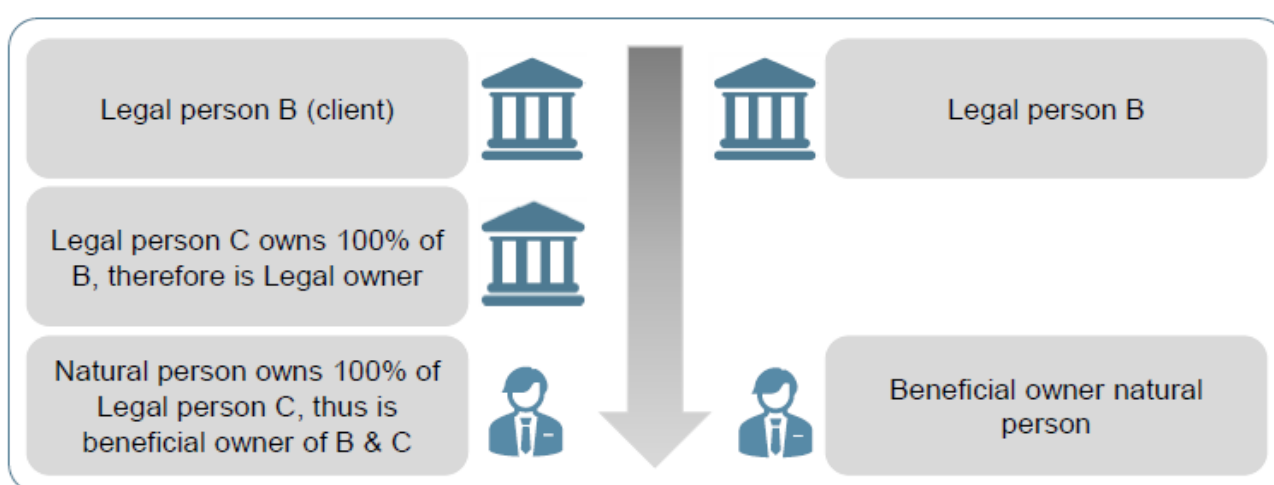 Legal person B (client)
Legal person B
Legal person C owns 100% of
B, therefore is Legal owner
Natural person owns 100% of
Legal person C, thus is
beneficial owner of B & C
Beneficial owner natural
person